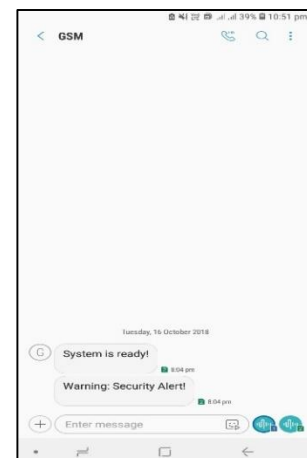 39% 10:51 pm
< GSM
Tuesday, 16 October 2018
G System is ready!
8:04 pm
Warning: Security Alert!
8:04 pm
+ Enter message